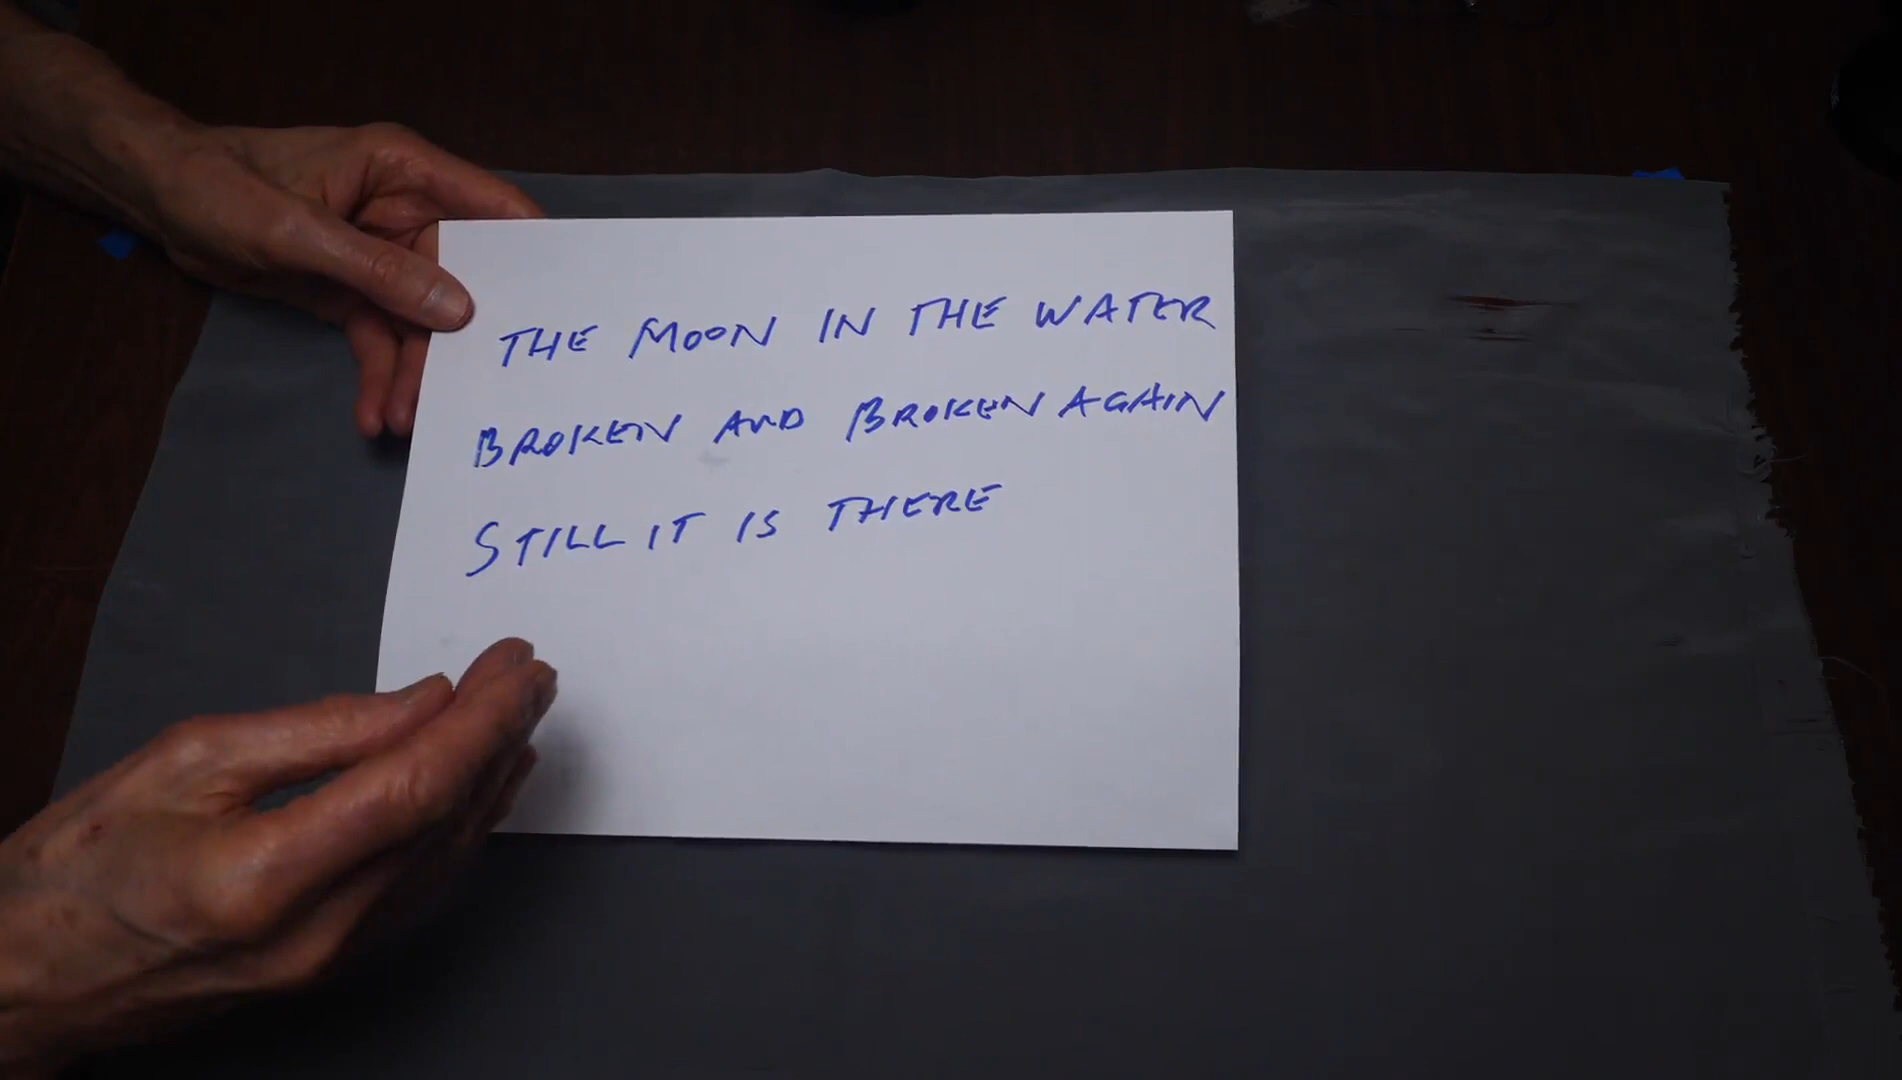 THE MOON IN THE WATER
BROKEN AND BROKEN AGAIN
STILL IT IS THERE